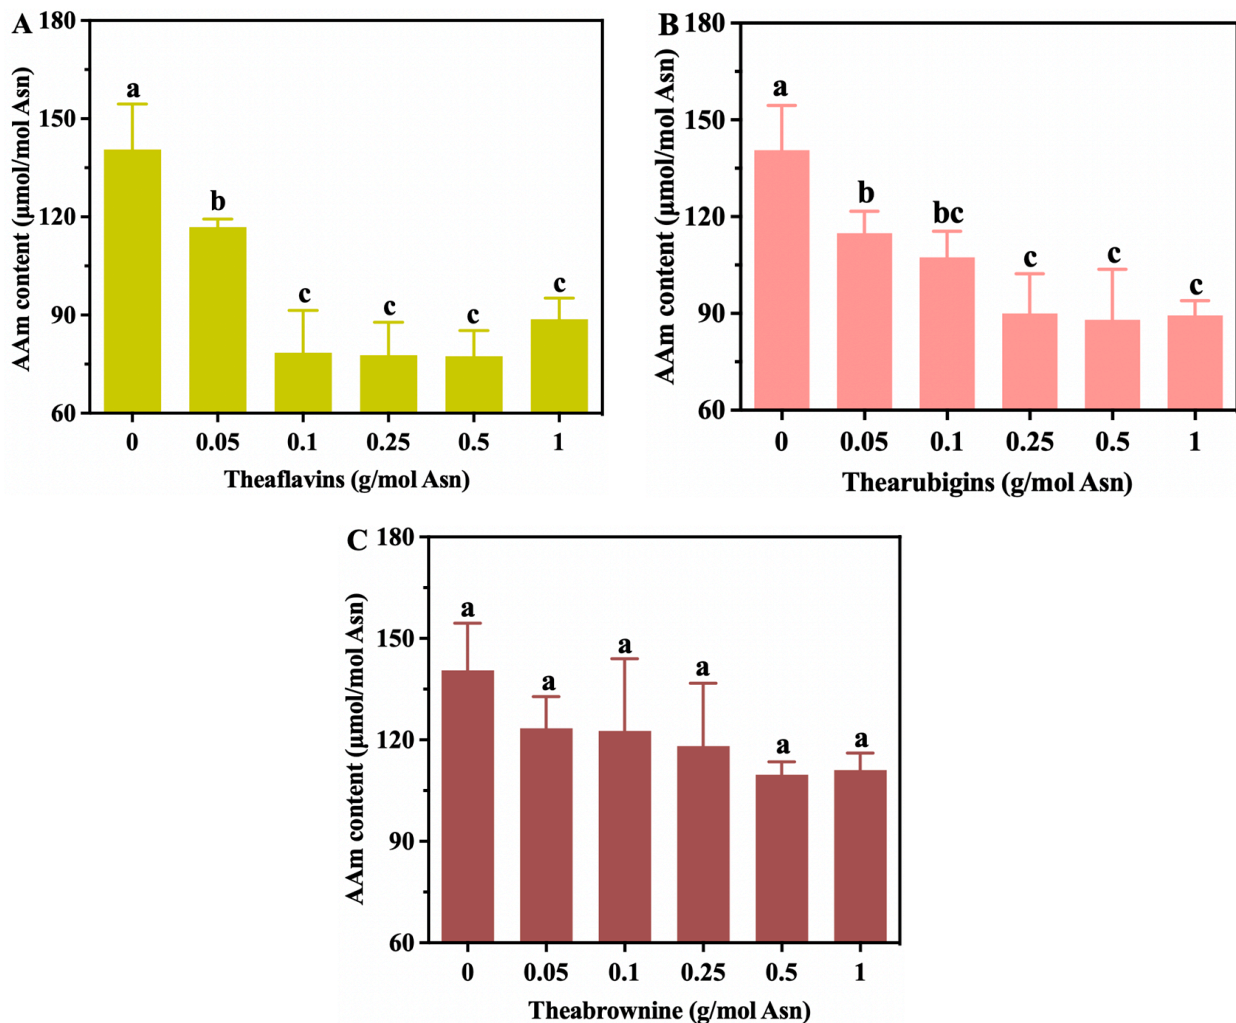 A
180
150
120
90
60
AAm content (μmol/mol Asn)
a
b
c
c
c
c
0 0.05 0.1 0.25 0.5 1
Theaflavins (g/mol Asn)
B
180
150
120
90
60
AAm content (μmol/mol Asn)
a
b
bc
c
c
c
0 0.05 0.1 0.25 0.5 1
Thearubigins (g/mol Asn)
C
180
150
120
90
60
AAm content (μmol/mol Asn)
a
a
a
a
a
a
0 0.05 0.1 0.25 0.5 1
Theabrownine (g/mol Asn)